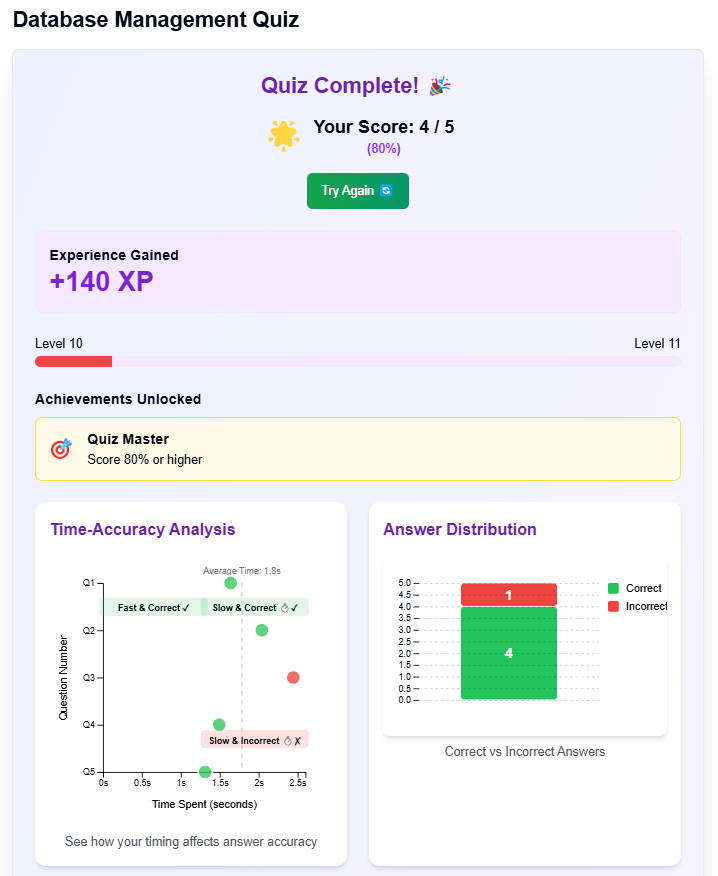 Database Management Quiz
Quiz Complete! 🎉
Your Score: 4 / 5
(80%)
Try Again 🔄
Experience Gained
+140 XP
Level 10
Level 11
Achievements Unlocked
Quiz Master
Score 80% or higher
Time-Accuracy Analysis
Average Time: 1.8s
Q1
Fast & Correct ✓
Slow & Correct ⏱✓
Q2
Q3
Q4
Slow & Incorrect ⏱✗
Q5
Question Number
0s
0.5s
1s
1.5s
2s
2.5s
Time Spent (seconds)
See how your timing affects answer accuracy
Answer Distribution
5.0
4.5
4.0
3.5
3.0
2.5
2.0
1.5
1.0
0.5
0.0
1
4
Correct
Incorrect
Correct vs Incorrect Answers